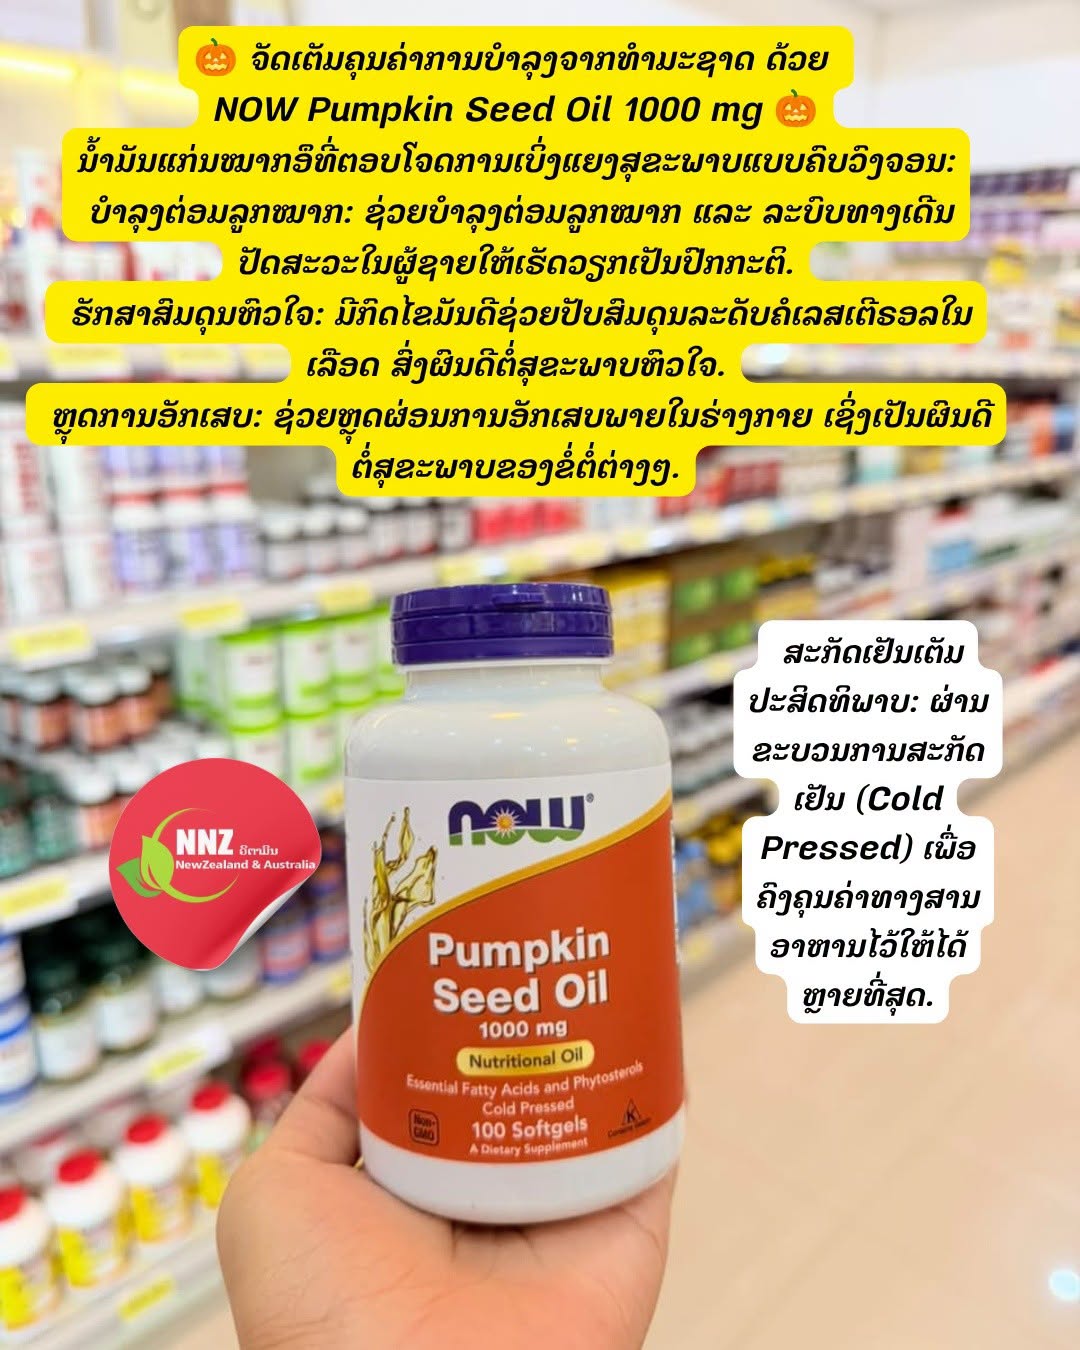 🎃 ຈັດເຕັມຄຸນຄ່າການບຳລຸງຈາກທຳມະຊາດ ດ້ວຍ
NOW Pumpkin Seed Oil 1000 mg 🎃
ນ້ຳມັນແກ່ນໝາກອຶທີ່ຕອບໂຈດການເບິ່ງແຍງສຸຂະພາບແບບຄົບວົງຈອນ:
ບຳລຸງຕ່ອມລູກໝາກ: ຊ່ວຍບຳລຸງຕ່ອມລູກໝາກ ແລະ ລະບົບທາງເດີນ
ປັດສະວະໃນຜູ້ຊາຍໃຫ້ເຮັດວຽກເປັນປົກກະຕິ.
ຮັກສາສົມດຸນຫົວໃຈ: ມີກົດໄຂມັນດີຊ່ວຍປັບສົມດຸນລະດັບຄໍເລສເຕີຣອລໃນ
ເລືອດ ສົ່ງຜົນດີຕໍ່ສຸຂະພາບຫົວໃຈ.
ຫຼຸດການອັກເສບ: ຊ່ວຍຫຼຸດຜ່ອນການອັກເສບພາຍໃນຮ່າງກາຍ ເຊິ່ງເປັນຜົນດີ
ຕໍ່ສຸຂະພາບຂອງຂໍ່ຕໍ່ຕ່າງໆ.
ສະກັດເຢັນເຕັມ
ປະສິດທິພາບ: ຜ່ານ
ຂະບວນການສະກັດ
ເຢັນ (Cold
Pressed) ເພື່ອ
ຄົງຄຸນຄ່າທາງສານ
ອາຫານໄວ້ໃຫ້ໄດ້
ຫຼາຍທີ່ສຸດ.
NNZ ວິຕາມິນ
NewZealand & Australia
NOW®
Pumpkin
Seed Oil
1000 mg
Nutritional Oil
Essential Fatty Acids and Phytosterols
Cold Pressed
Non-
GMO
100 Softgels
A Dietary Supplement
K